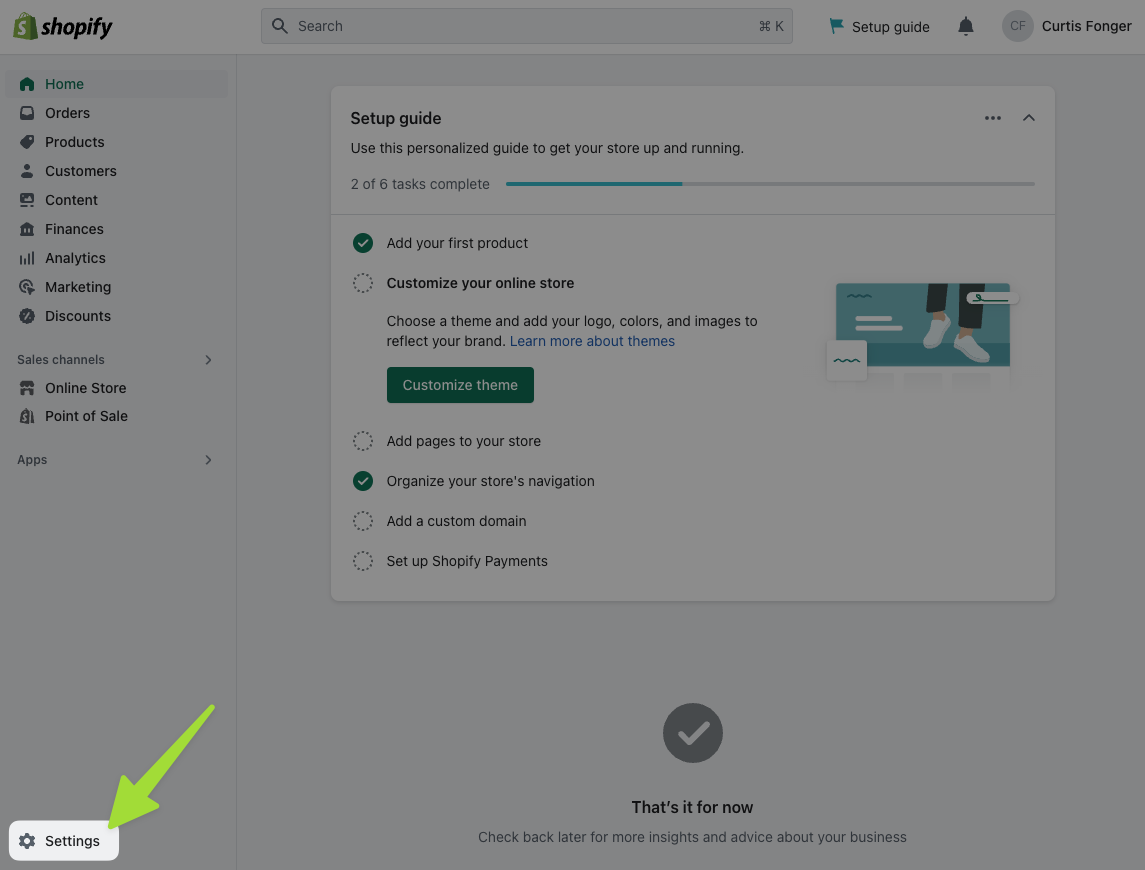 shopify
Search
⌘ K
Setup guide
CF
Curtis Fonger
Home
Orders
Products
Customers
Content
Finances
Analytics
Marketing
Discounts
Sales channels
Online Store
Point of Sale
Apps
Settings
Setup guide
Use this personalized guide to get your store up and running.
2 of 6 tasks complete
Add your first product
Customize your online store
Choose a theme and add your logo, colors, and images to
reflect your brand. Learn more about themes
Customize theme
Add pages to your store
Organize your store's navigation
Add a custom domain
Set up Shopify Payments
That’s it for now
Check back later for more insights and advice about your business